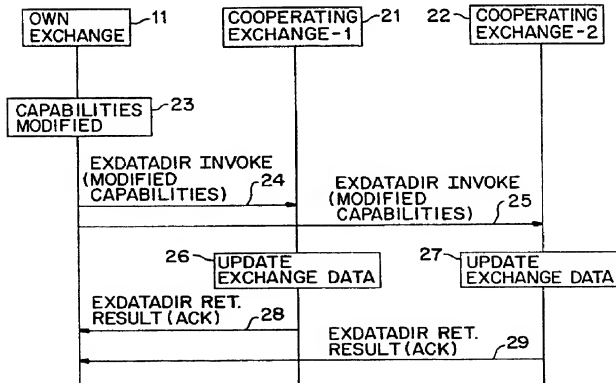 OWN
EXCHANGE
11
COOPERATING
EXCHANGE-1
21
22
COOPERATING
EXCHANGE-2
CAPABILITIES
MODIFIED
23
EXDATADIR INVOKE
(MODIFIED
CAPABILITIES)
24
EXDATADIR INVOKE
(MODIFIED
CAPABILITIES)
25
26
UPDATE
EXCHANGE DATA
27
UPDATE
EXCHANGE DATA
EXDATADIR RET.
RESULT (ACK)
28
EXDATADIR RET.
RESULT (ACK)
29